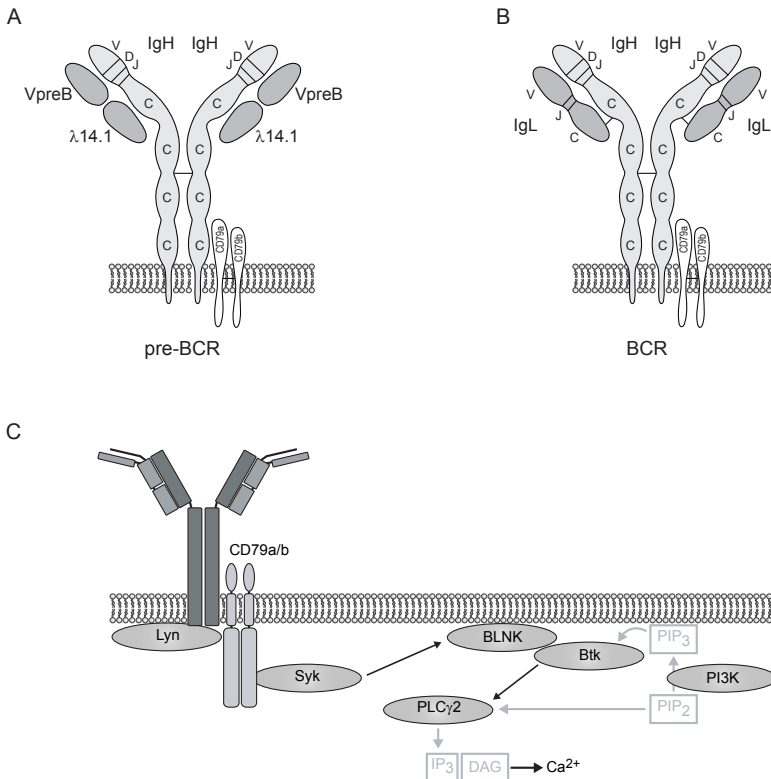 A
V
D
J
IgH
IgH
V
D
J
VpreB
VpreB
λ14.1
λ14.1
C
C
C
C
C
C
C
C
CD79a
CD79b
pre-BCR
B
V
D
J
IgH
IgH
V
D
J
V
J
C
IgL
V
J
C
IgL
C
C
C
C
C
C
C
C
CD79a
CD79b
BCR
C
CD79a/b
Lyn
Syk
BLNK
Btk
PIP3
PI3K
PIP2
PLCγ2
IP3
DAG
Ca2+